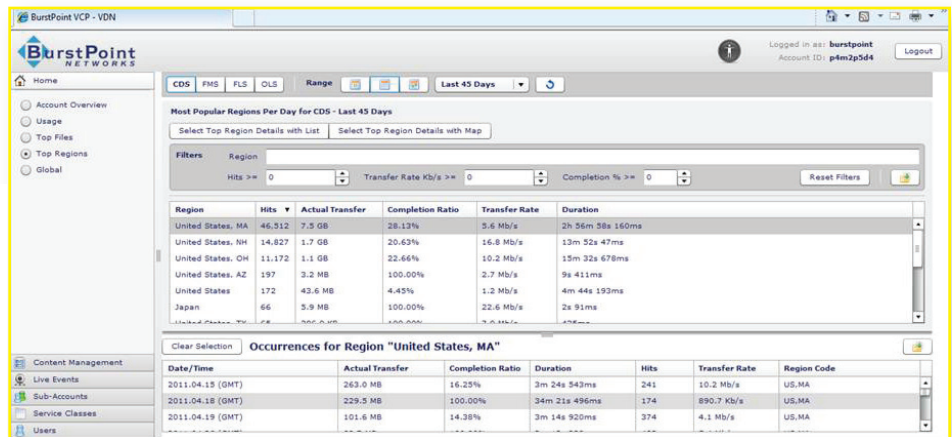 BurstPoint VCP - VDN
BurstPoint
NETWORKS
Logged in as: burstpoint
Account ID: p4m2p5d4
Logout
Home
Account Overview
Usage
Top Files
Top Regions
Global
Content Management
Live Events
Sub-Accounts
Service Classes
Users
CDS FMS FLS OLS Range Last 45 Days
Most Popular Regions Per Day for CDS - Last 45 Days
Select Top Region Details with List Select Top Region Details with Map
Filters Region
Hits >= 0 Transfer Rate Kb/s >= 0 Completion % >= 0 Reset Filters
Region Hits Actual Transfer Completion Ratio Transfer Rate Duration
United States, MA 46,512 7.5 GB 28.13% 5.6 Mb/s 2h 56m 58s 160ms
United States, NH 14,827 1.7 GB 20.63% 16.8 Mb/s 13m 52s 47ms
United States, OH 11,172 1.1 GB 22.66% 10.2 Mb/s 15m 32s 678ms
United States, AZ 197 3.2 MB 100.00% 2.7 Mb/s 9s 411ms
United States 172 43.6 MB 4.45% 1.2 Mb/s 4m 44s 193ms
Japan 66 5.9 MB 100.00% 22.6 Mb/s 2s 91ms
Clear Selection Occurrences for Region "United States, MA"
Date/Time Actual Transfer Completion Ratio Duration Hits Transfer Rate Region Code
2011.04.15 (GMT) 263.0 MB 16.25% 3m 24s 543ms 241 10.2 Mb/s US,MA
2011.04.18 (GMT) 229.5 MB 100.00% 34m 21s 496ms 174 890.7 Kb/s US,MA
2011.04.19 (GMT) 101.6 MB 14.38% 3m 14s 920ms 374 4.1 Mb/s US,MA